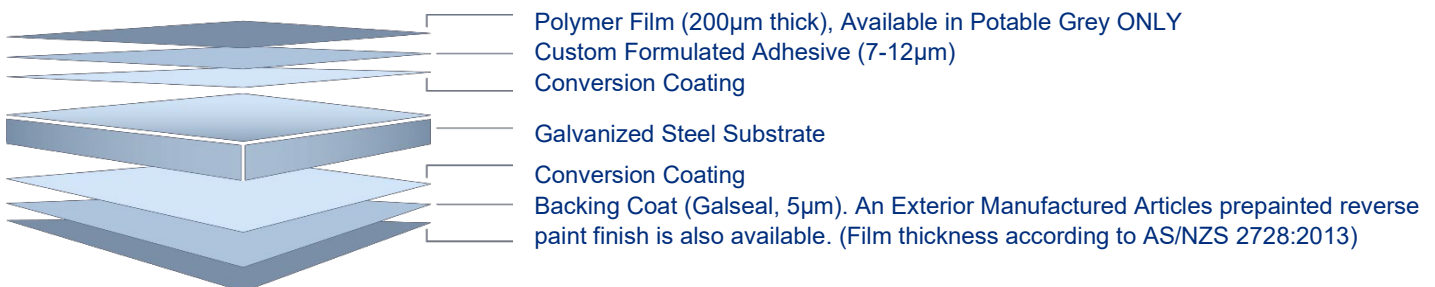 Polymer Film (200µm thick), Available in Potable Grey ONLY
Custom Formulated Adhesive (7-12µm)
Conversion Coating
Galvanized Steel Substrate
Conversion Coating
Backing Coat (Galseal, 5µm). An Exterior Manufactured Articles prepainted reverse
paint finish is also available. (Film thickness according to AS/NZS 2728:2013)